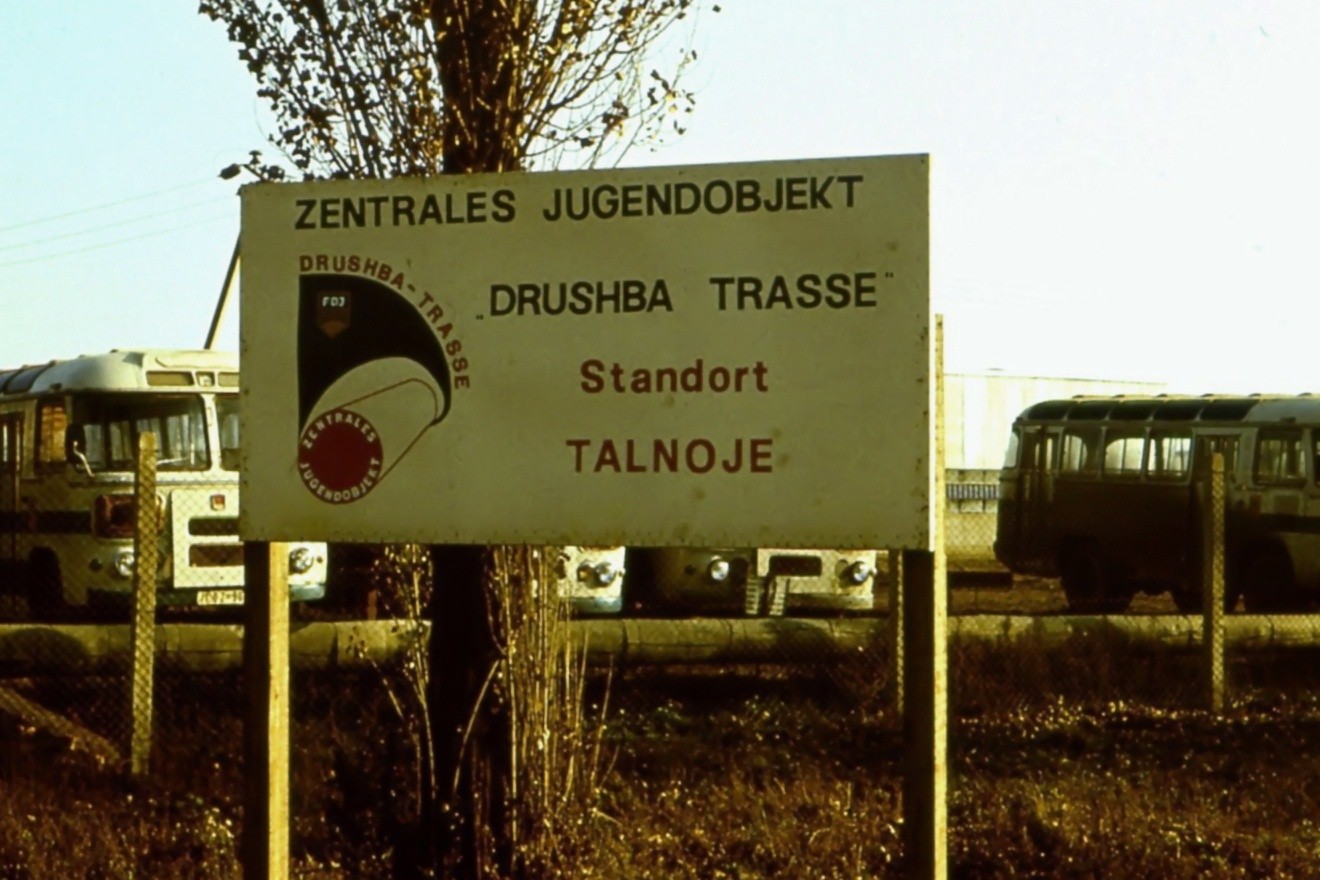 ZENTRALES JUGENDOBJEKT
DRUSHBA-TRASSE
FDJ
„DRUSHBA TRASSE"
Standort
ZENTRALES
JUGENDOBJEKT
TALNOJE